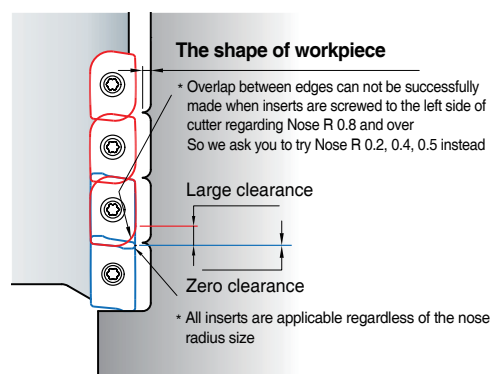 The shape of workpiece
* Overlap between edges can not be successfully
made when inserts are screwed to the left side of
cutter regarding Nose R 0.8 and over
So we ask you to try Nose R 0.2, 0.4, 0.5 instead
Large clearance
Zero clearance
* All inserts are applicable regardless of the nose
radius size